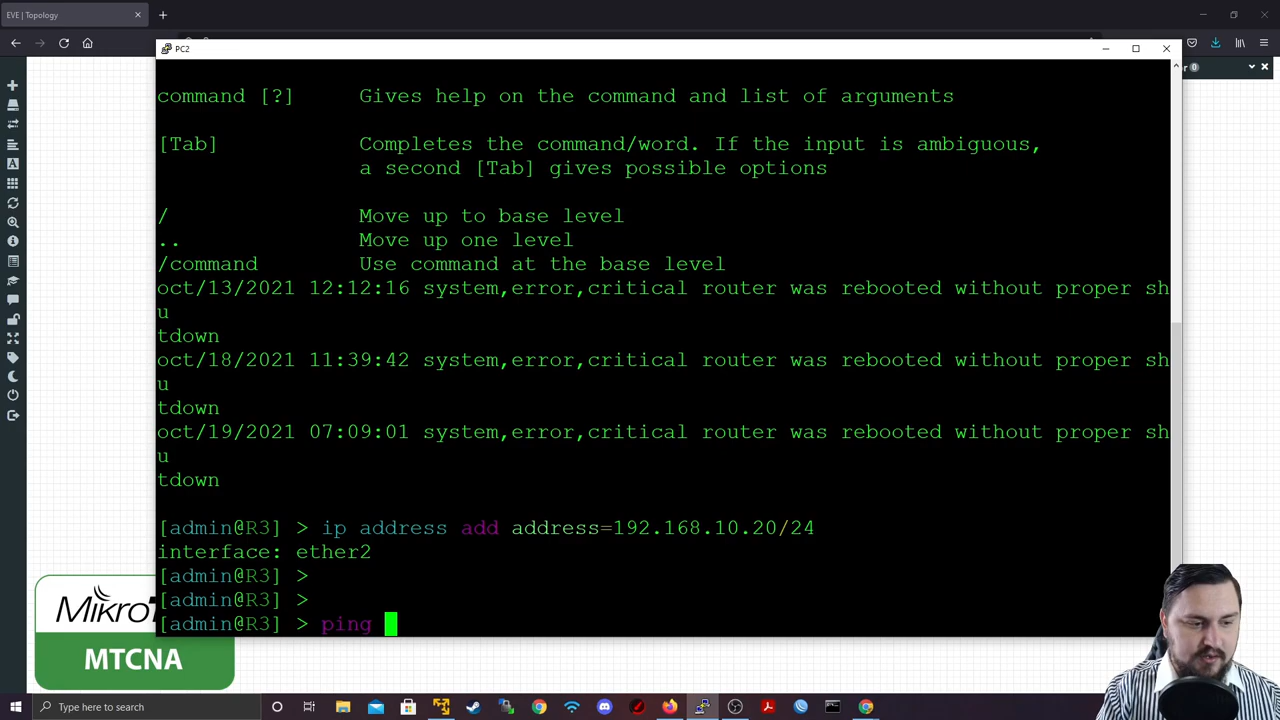 EVE | Topology
PC2
r 0
command [?] Gives help on the command and list of arguments
[Tab] Completes the command/word. If the input is ambiguous,
a second [Tab] gives possible options
/ Move up to base level
.. Move up one level
/command Use command at the base level
oct/13/2021 12:12:16 system,error,critical router was rebooted without proper sh
u
tdown
oct/18/2021 11:39:42 system,error,critical router was rebooted without proper sh
u
tdown
oct/19/2021 07:09:01 system,error,critical router was rebooted without proper sh
u
tdown
[admin@R3] > ip address add address=192.168.10.20/24
interface: ether2
[admin@R3] >
[admin@R3] >
[admin@R3] > ping
MikroT
MTCNA
Type here to search